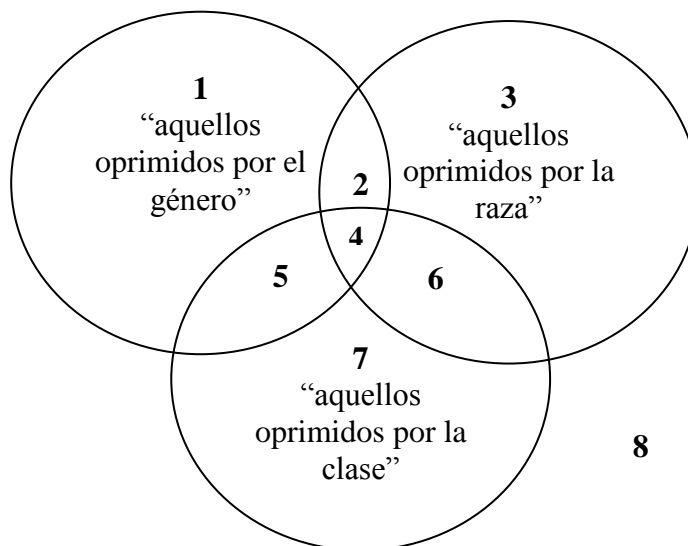 1
“aquellos
oprimidos por el
género”
3
“aquellos
oprimidos por la
raza”
2
4
5
6
7
“aquellos
oprimidos por la
clase”
8